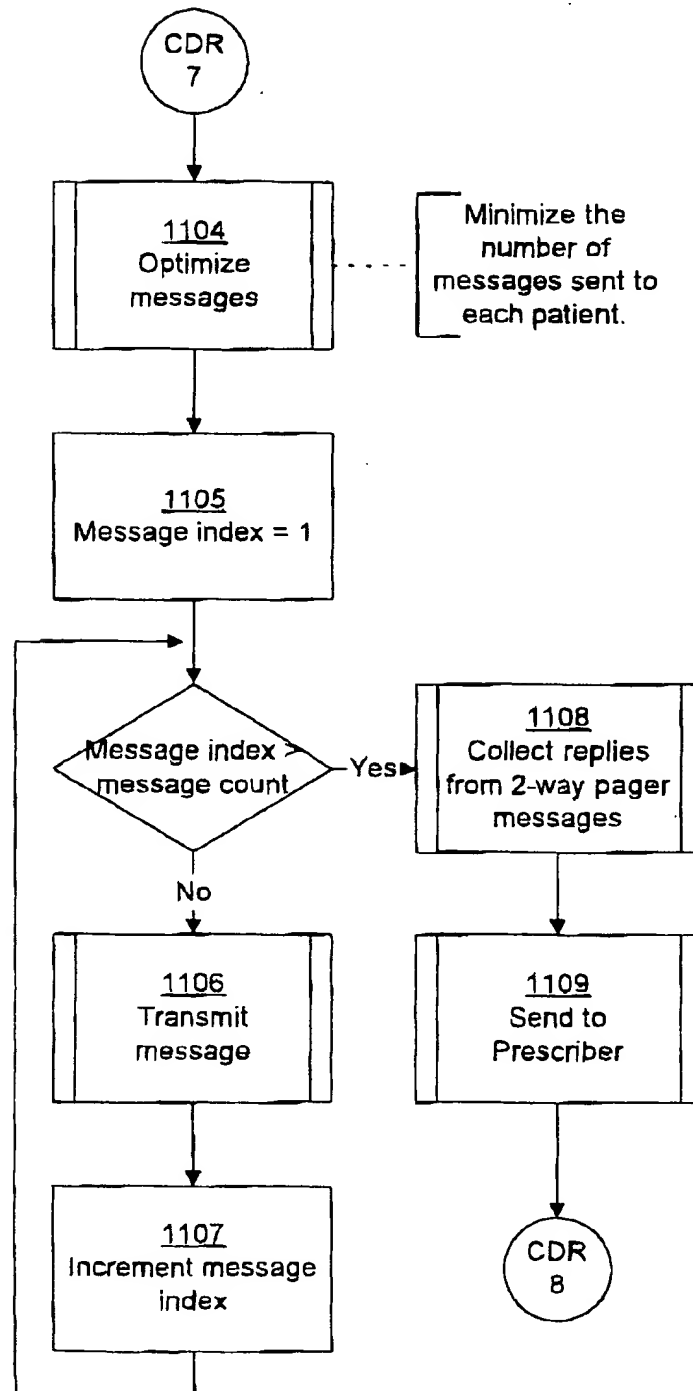 CDR
7
1104
Optimize
messages
Minimize the
number of
messages sent to
each patient.
1105
Message index = 1
Message index >
message count
Yes
No
1108
Collect replies
from 2-way pager
messages
1106
Transmit
message
1109
Send to
Prescriber
1107
Increment message
index
CDR
8